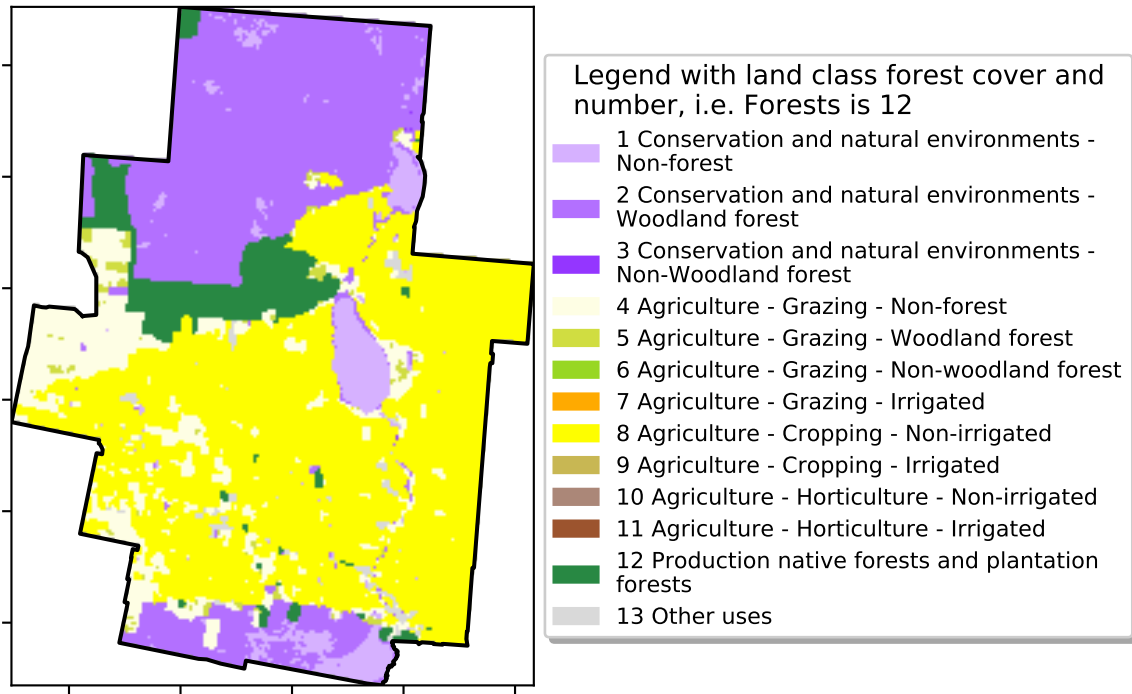 Legend with land class forest cover and
number, i.e. Forests is 12
1 Conservation and natural environments -
Non-forest
2 Conservation and natural environments -
Woodland forest
3 Conservation and natural environments -
Non-Woodland forest
4 Agriculture - Grazing - Non-forest
5 Agriculture - Grazing - Woodland forest
6 Agriculture - Grazing - Non-woodland forest
7 Agriculture - Grazing - Irrigated
8 Agriculture - Cropping - Non-irrigated
9 Agriculture - Cropping - Irrigated
10 Agriculture - Horticulture - Non-irrigated
11 Agriculture - Horticulture - Irrigated
12 Production native forests and plantation
forests
13 Other uses